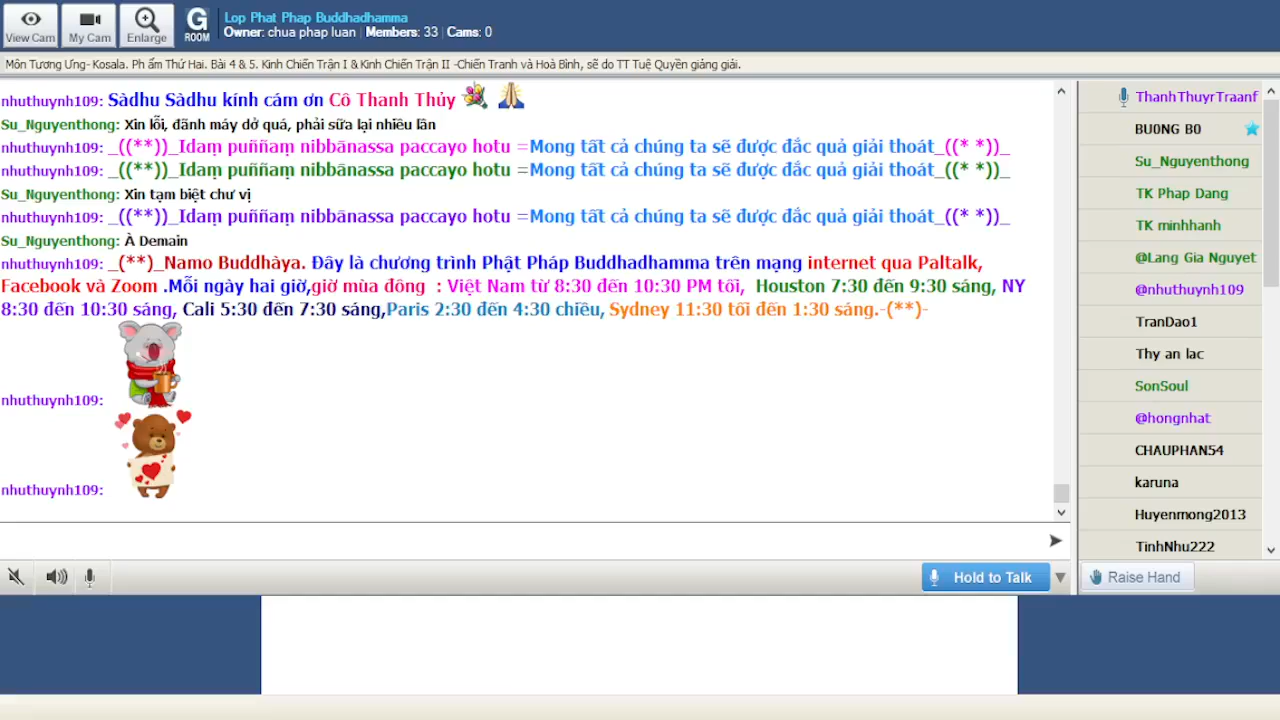 View Cam
My Cam
Enlarge
G
ROOM
Lop Phat Phap Buddhadhamma
Owner: chua phap luan | Members: 33 | Cams: 0
Môn Tương Ưng- Kosala. Ph ẩm Thứ Hai. Bài 4 & 5. Kinh Chiến Trận I & Kinh Chiến Trận II -Chiến Tranh và Hoà Bình, sẽ do TT Tuệ Quyền giảng giải.
nhuthuynh109: Sàdhu Sàdhu kính cám ơn Cô Thanh Thủy
Su_Nguyenthong: Xin lỗi, đãnh máy dở quá, phải sữa lại nhiều lần
nhuthuynh109: _((**))_Idaṃ puññaṃ nibbānassa paccayo hotu =Mong tất cả chúng ta sẽ được đắc quả giải thoát_((* *))_
nhuthuynh109: _((**))_Idaṃ puññaṃ nibbānassa paccayo hotu =Mong tất cả chúng ta sẽ được đắc quả giải thoát_((* *))_
Su_Nguyenthong: Xin tạm biệt chư vị
nhuthuynh109: _((**))_Idaṃ puññaṃ nibbānassa paccayo hotu =Mong tất cả chúng ta sẽ được đắc quả giải thoát_((* *))_
Su_Nguyenthong: À Demain
nhuthuynh109: _(**)_Namo Buddhàya. Đây là chương trình Phật Pháp Buddhadhamma trên mạng internet qua Paltalk,
Facebook và Zoom .Mỗi ngày hai giờ,giờ mùa đông : Việt Nam từ 8:30 đến 10:30 PM tối, Houston 7:30 đến 9:30 sáng, NY
8:30 đến 10:30 sáng, Cali 5:30 đến 7:30 sáng,Paris 2:30 đến 4:30 chiều, Sydney 11:30 tối đến 1:30 sáng.-(**)-
nhuthuynh109:
nhuthuynh109:
Hold to Talk
ThanhThuyrTraanf
BU0NG B0
Su_Nguyenthong
TK Phap Dang
TK minhhanh
@Lang Gia Nguyet
@nhuthuynh109
TranDao1
Thy an lac
SonSoul
@hongnhat
CHAUPHAN54
karuna
Huyenmong2013
TinhNhu222
Raise Hand